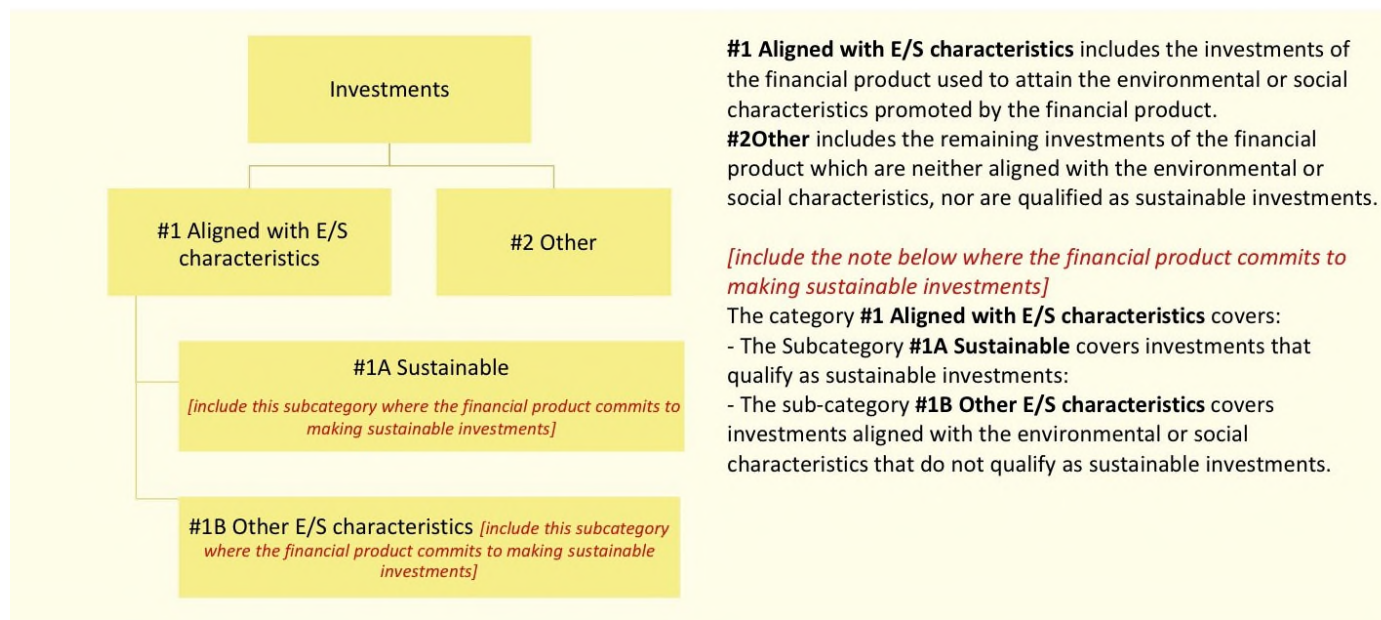 Investments
#1 Aligned with E/S
characteristics
#2 Other
#1A Sustainable
[include this subcategory where the financial product commits to
making sustainable investments]
#1B Other E/S characteristics [include this subcategory
where the financial product commits to making sustainable
investments]
#1 Aligned with E/S characteristics includes the investments of
the financial product used to attain the environmental or social
characteristics promoted by the financial product.
#2Other includes the remaining investments of the financial
product which are neither aligned with the environmental or
social characteristics, nor are qualified as sustainable investments.
[include the note below where the financial product commits to
making sustainable investments]
The category #1 Aligned with E/S characteristics covers:
- The Subcategory #1A Sustainable covers investments that
qualify as sustainable investments:
- The sub-category #1B Other E/S characteristics covers
investments aligned with the environmental or social
characteristics that do not qualify as sustainable investments.